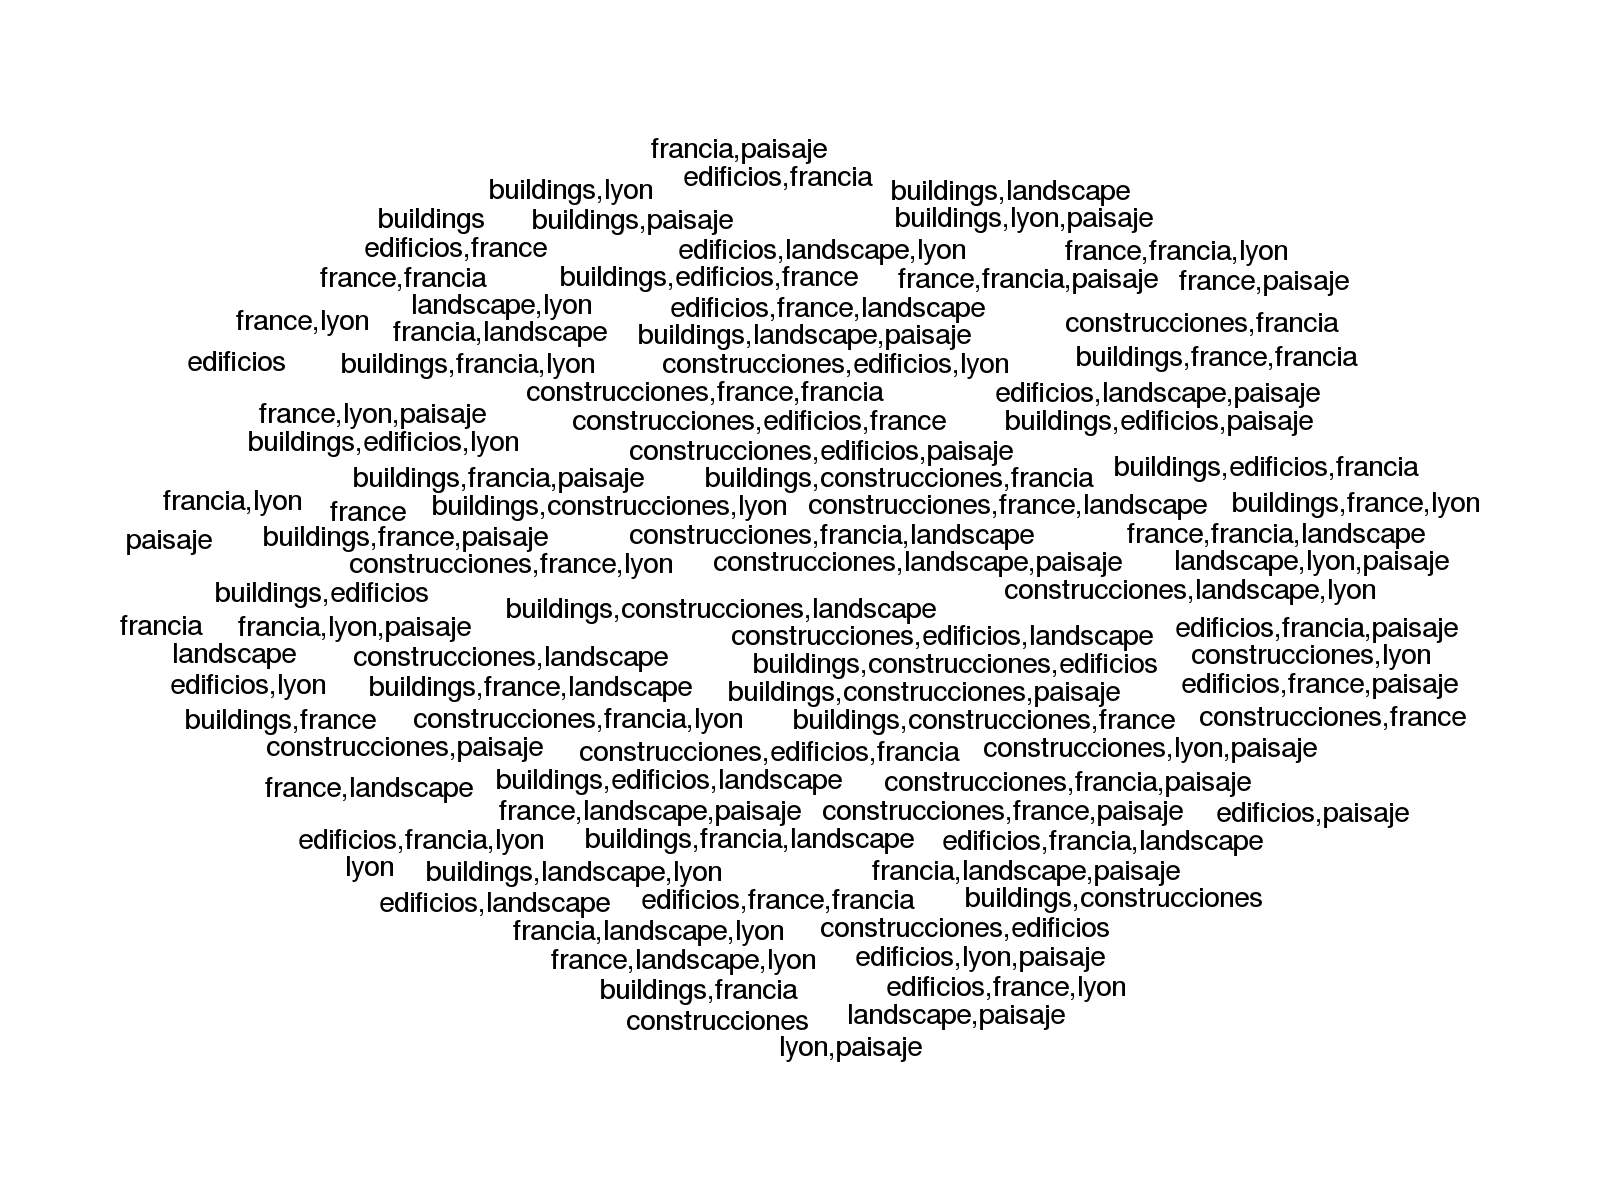 francia,paisaje
edificios,francia
buildings,lyon
buildings,landscape
buildings
buildings,paisaje
buildings,lyon,paisaje
edificios,france
edificios,landscape,lyon
france,francia,lyon
france,francia
buildings,edificios,france
france,francia,paisaje
france,paisaje
landscape,lyon
edificios,france,landscape
france,lyon
francia,landscape
buildings,landscape,paisaje
construcciones,francia
edificios
buildings,francia,lyon
construcciones,edificios,lyon
buildings,france,francia
construcciones,france,francia
edificios,landscape,paisaje
france,lyon,paisaje
construcciones,edificios,france
buildings,edificios,paisaje
buildings,edificios,lyon
construcciones,edificios,paisaje
buildings,francia,paisaje
buildings,construcciones,francia
buildings,edificios,francia
francia,lyon
france
buildings,construcciones,lyon
construcciones,france,landscape
buildings,france,lyon
paisaje
buildings,france,paisaje
construcciones,francia,landscape
france,francia,landscape
construcciones,france,lyon
construcciones,landscape,paisaje
landscape,lyon,paisaje
buildings,edificios
construcciones,landscape,lyon
buildings,construcciones,landscape
francia
francia,lyon,paisaje
construcciones,edificios,landscape
edificios,francia,paisaje
landscape
construcciones,landscape
buildings,construcciones,edificios
construcciones,lyon
edificios,lyon
buildings,france,landscape
buildings,construcciones,paisaje
edificios,france,paisaje
buildings,france
construcciones,francia,lyon
buildings,construcciones,france
construcciones,france
construcciones,paisaje
construcciones,edificios,francia
construcciones,lyon,paisaje
france,landscape
buildings,edificios,landscape
construcciones,francia,paisaje
france,landscape,paisaje
construcciones,france,paisaje
edificios,paisaje
edificios,francia,lyon
buildings,francia,landscape
edificios,francia,landscape
lyon
buildings,landscape,lyon
francia,landscape,paisaje
edificios,landscape
edificios,france,francia
buildings,construcciones
francia,landscape,lyon
construcciones,edificios
france,landscape,lyon
edificios,lyon,paisaje
buildings,francia
edificios,france,lyon
construcciones
landscape,paisaje
lyon,paisaje